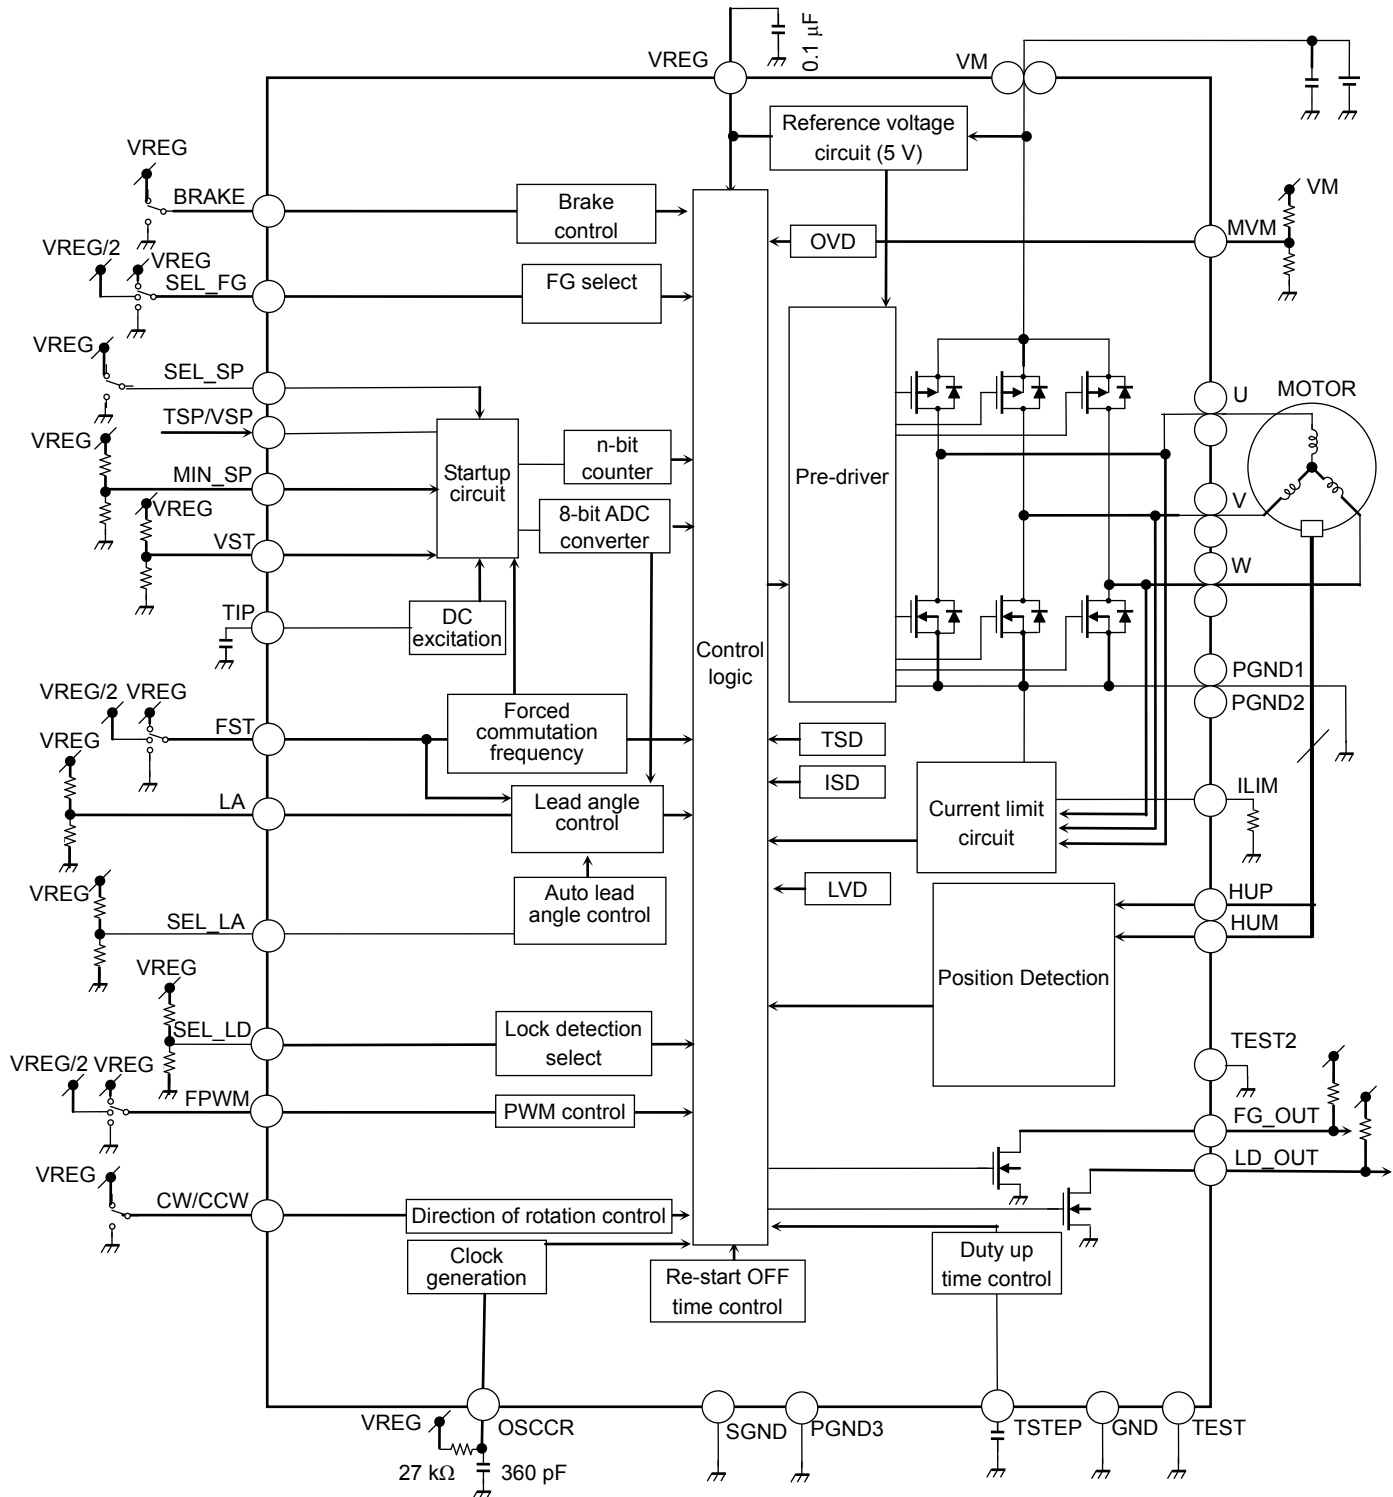 0.1 μF
VREG
VM
Reference voltage
circuit (5 V)
VREG
BRAKE
Brake
control
VM
MVM
OVD
VREG/2
VREG
SEL_FG
FG select
VREG
SEL_SP
TSP/VSP
VREG
MIN_SP
VREG
VST
Startup
circuit
n-bit
counter
8-bit ADC
converter
Pre-driver
U
MOTOR
V
W
TIP
DC
excitation
Control
logic
PGND1
PGND2
VREG/2
VREG
FST
VREG
Forced
commutation
frequency
TSD
ISD
LA
Lead angle
control
Current limit
circuit
ILIM
VREG
SEL_LA
Auto lead
angle control
LVD
HUP
HUM
Position Detection
VREG
SEL_LD
Lock detection
select
TEST2
VREG/2
VREG
FPWM
PWM control
FG_OUT
LD_OUT
VREG
CW/CCW
Direction of rotation control
Clock
generation
Re-start OFF
time control
Duty up
time control
VREG
OSCCR
27 kΩ
360 pF
SGND
PGND3
TSTEP
GND
TEST